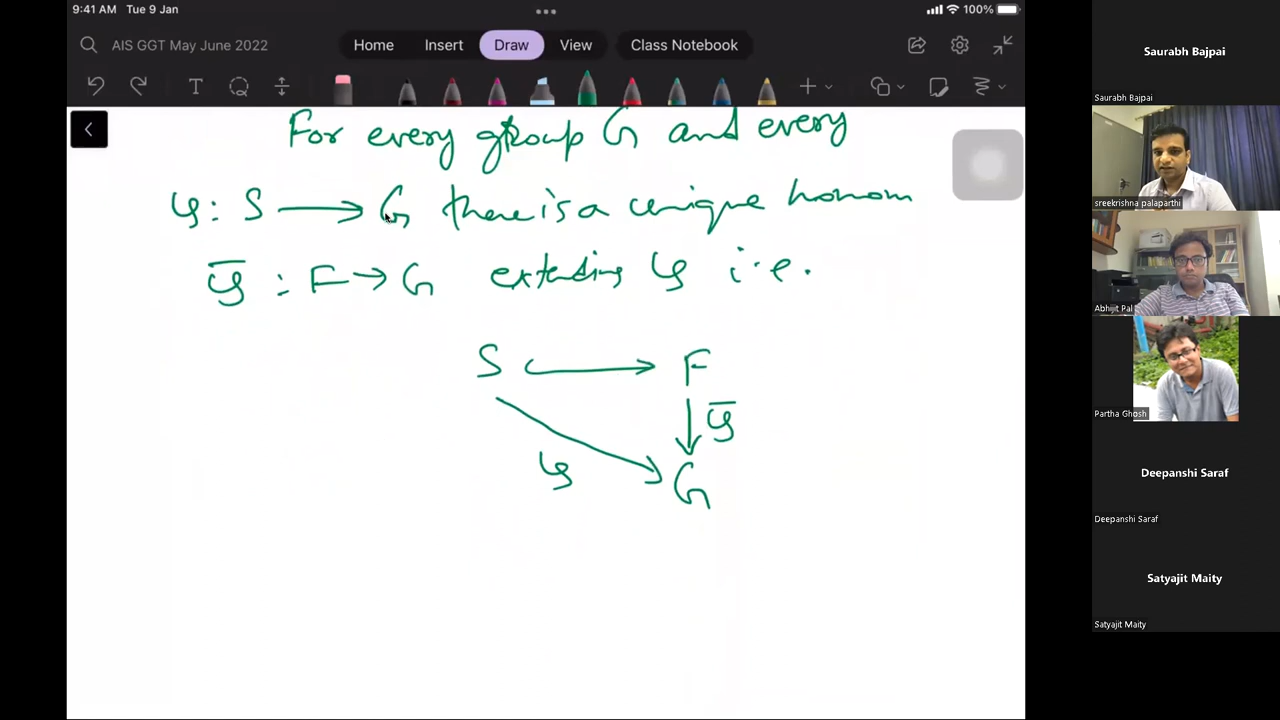 9:41 AM Tue 9 Jan
100%
AIS GGT May June 2022
Home Insert Draw View Class Notebook
For every group G and every
φ: S → G there is a unique homom
φ̅ : F → G extending φ i.e.
S F
φ̅
φ
G
Saurabh Bajpai
Saurabh Bajpai
sreekrishna palaparthi
Abhijit Pal
Partha Ghosh
Deepanshi Saraf
Deepanshi Saraf
Satyajit Maity
Satyajit Maity